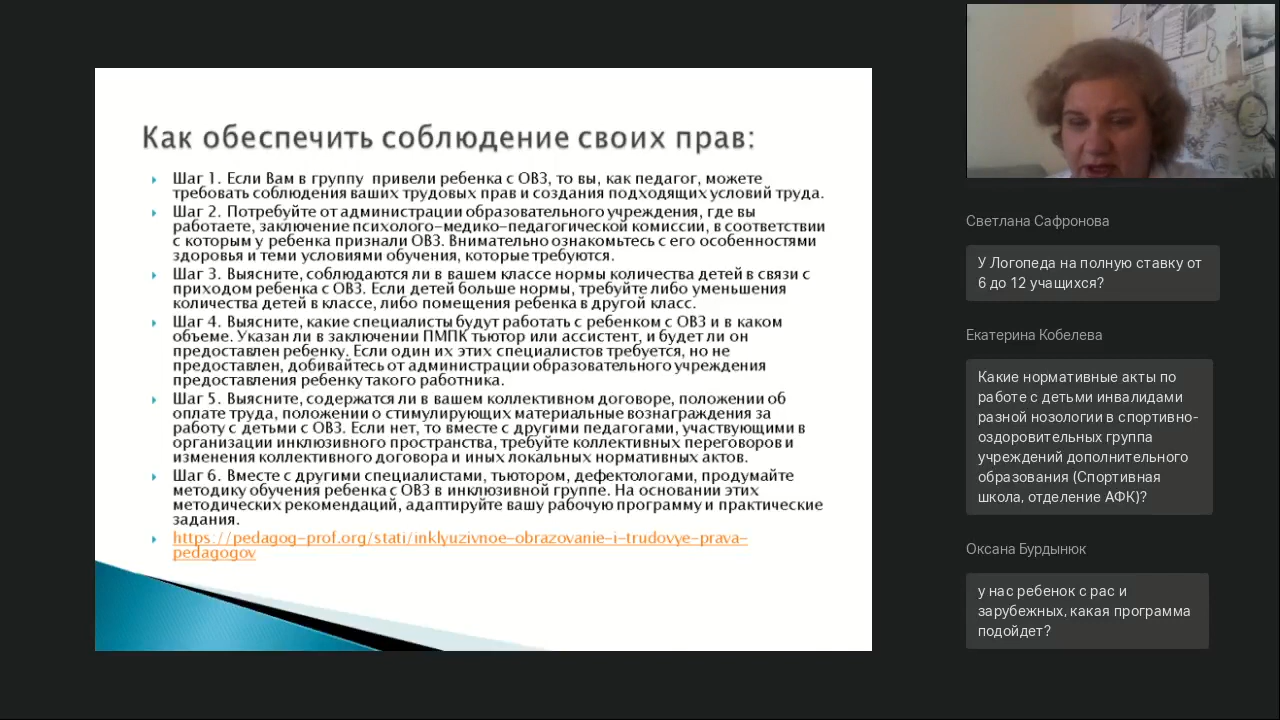 Как обеспечить соблюдение своих прав:
Шаг 1. Если Вам в группу привели ребенка с ОВЗ, то вы, как педагог, можете
требовать соблюдения ваших трудовых прав и создания подходящих условий труда.
Шаг 2. Потребуйте от администрации образовательного учреждения, где вы
работаете, заключение психолого-медико-педагогической комиссии, в соответствии
с которым у ребенка признали ОВЗ. Внимательно ознакомьтесь с его особенностями
здоровья и теми условиями обучения, которые требуются.
Шаг 3. Выясните, соблюдаются ли в вашем классе нормы количества детей в связи с
приходом ребенка с ОВЗ. Если детей больше нормы, требуйте либо уменьшения
количества детей в классе, либо помещения ребенка в другой класс.
Шаг 4. Выясните, какие специалисты будут работать с ребенком с ОВЗ и в каком
объеме. Указан ли в заключении ПМПК тьютор или ассистент, и будет ли он
предоставлен ребенку. Если один их этих специалистов требуется, но не
предоставлен, добивайтесь от администрации образовательного учреждения
предоставления ребенку такого работника.
Шаг 5. Выясните, содержатся ли в вашем коллективном договоре, положении об
оплате труда, положении о стимулирующих материальные вознаграждения за
работу с детьми с ОВЗ. Если нет, то вместе с другими педагогами, участвующими в
организации инклюзивного пространства, требуйте коллективных переговоров и
изменения коллективного договора и иных локальных нормативных актов.
Шаг 6. Вместе с другими специалистами, тьютором, дефектологами, продумайте
методику обучения ребенка с ОВЗ в инклюзивной группе. На основании этих
методических рекомендаций, адаптируйте вашу рабочую программу и практические
задания.
https://pedagog-prof.org/stati/inklyuzivnoe-obrazovanie-i-trudovye-prava-
pedagogov
Светлана Сафронова
У Логопеда на полную ставку от
6 до 12 учащихся?
Екатерина Кобелева
Какие нормативные акты по
работе с детьми инвалидами
разной нозологии в спортивно-
оздоровительных группа
учреждений дополнительного
образования (Спортивная
школа, отделение АФК)?
Оксана Бурдынюк
у нас ребенок с рас и
зарубежных, какая программа
подойдет?